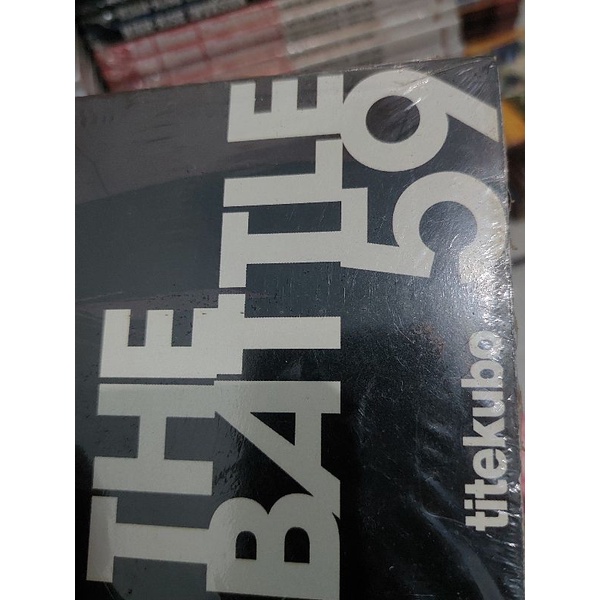 THE
BATTLE
59
titekubo